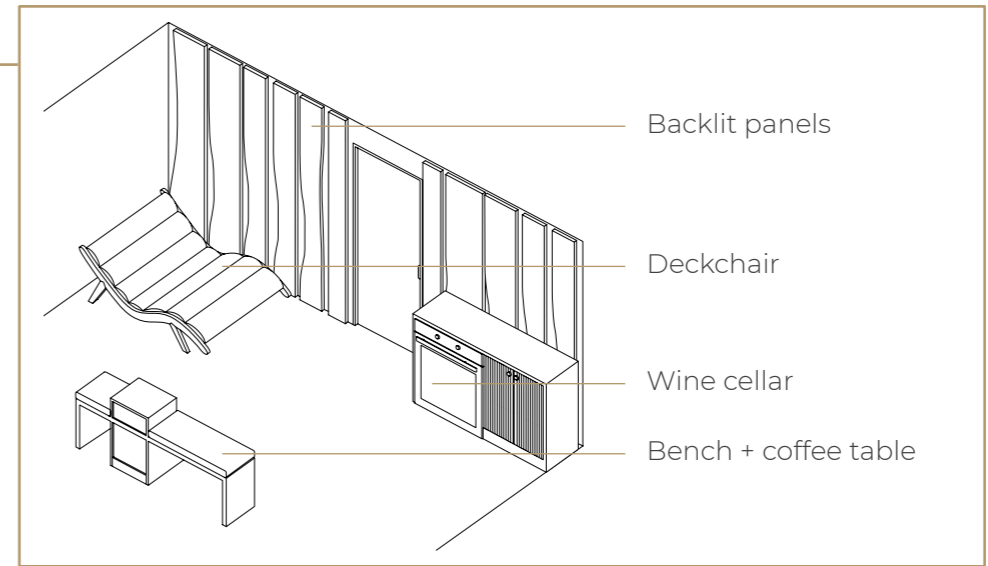 Backlit panels
Deckchair
Wine cellar
Bench + coffee table